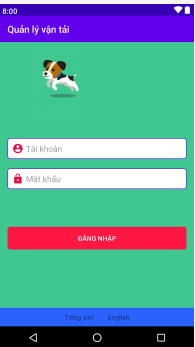 8:00
Quản lý vận tải
Tài khoản
Mật khẩu
ĐĂNG NHẬP
Tiếng việt English